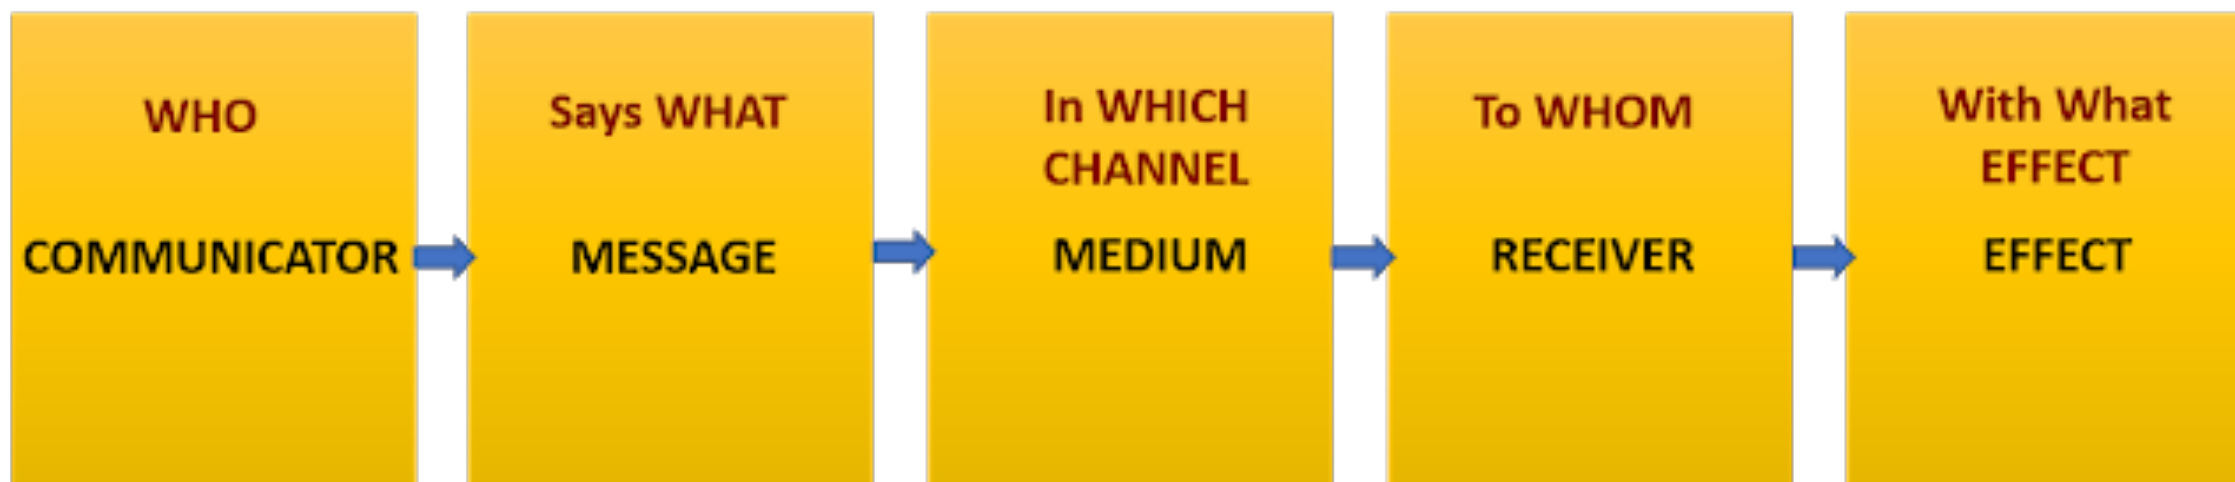 WHO
COMMUNICATOR
Says WHAT
MESSAGE
In WHICH
CHANNEL
MEDIUM
To WHOM
RECEIVER
With What
EFFECT
EFFECT